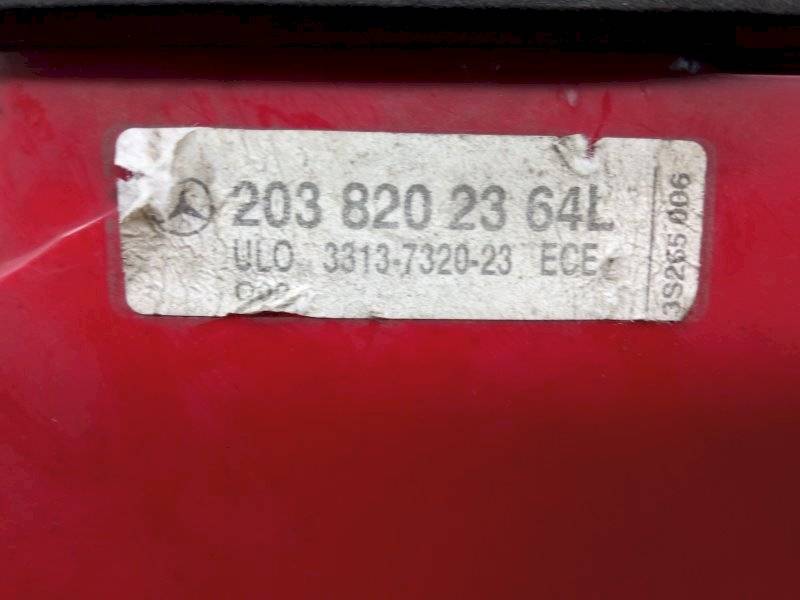 203 820 23 64L
ULO 3313-7320-23 ECE
3S265 006